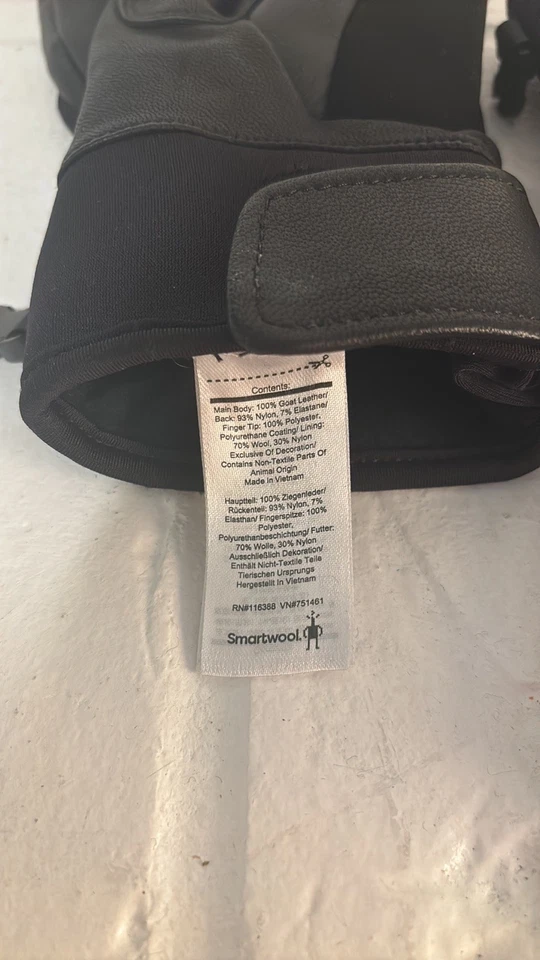 Contents:
Main Body: 100% Goat Leather/
Back: 93% Nylon, 7% Elastane/
Finger Tip: 100% Polyester,
Polyurethane Coating/ Lining:
70% Wool, 30% Nylon
Exclusive Of Decoration/
Contains Non-Textile Parts Of
Animal Origin
Made in Vietnam
Hauptteil: 100% Ziegenleder/
Rückenteil: 93% Nylon, 7%
Elasthan/ Fingerspitze: 100%
Polyester,
Polyurethanbeschichtung/ Futter:
70% Wolle, 30% Nylon
Ausschließlich Dekoration/
Enthält Nicht-Textile Teile
Tierischen Ursprungs
Hergestellt In Vietnam
RN#116388 VN#751461
Smartwool.